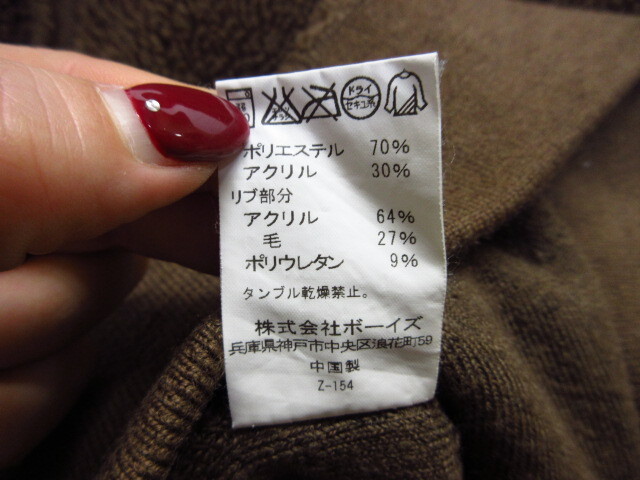 ドライ
セキユ系
ポリエステル 70%
アクリル 30%
リブ部分
アクリル 64%
毛 27%
ポリウレタン 9%
タンブル乾燥禁止。
株式会社ボーイズ
兵庫県神戸市中央区浪花町59
中国製
Z-154